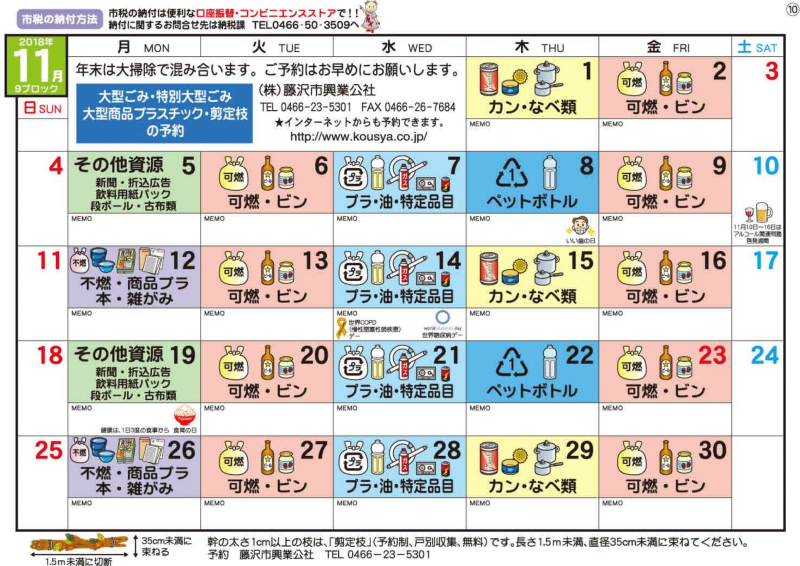 ⑩
市税の納付方法
市税の納付は便利な口座振替・コンビニエンスストアで！！
納付に関するお問合せ先は納税課 TEL0466-50-3509へ
2018年
11月
9ブロック
日 SUN
月 MON
火 TUE
水 WED
木 THU
金 FRI
土 SAT
年末は大掃除で混み合います。ご予約はお早めにお願いします。
大型ごみ・特別大型ごみ
大型商品プラスチック・剪定枝
の予約
(株)藤沢市興業公社
TEL 0466-23-5301 FAX 0466-26-7684
★インターネットからも予約できます。
http://www.kousya.co.jp/
1
カン・なべ類
MEMO
可燃
2
可燃・ビン
MEMO
3
4
その他資源 5
新聞・折込広告
飲料用紙パック
段ボール・古布類
MEMO
可燃
6
可燃・ビン
MEMO
プラ
7
プラ・油・特定品目
MEMO
1
8
ペットボトル
MEMO
いい歯の日
可燃
9
可燃・ビン
MEMO
10
11月10日～16日は
アルコール関連問題
啓発週間
11
不燃
12
不燃・商品プラ
本・雑がみ
MEMO
可燃
13
可燃・ビン
MEMO
プラ
14
プラ・油・特定品目
MEMO
世界COPD
(慢性閉塞性肺疾患)
デー
world diabetes day
世界糖尿病デー
15
カン・なべ類
MEMO
可燃
16
可燃・ビン
MEMO
17
18
その他資源 19
新聞・折込広告
飲料用紙パック
段ボール・古布類
MEMO
健康は、1日3度の食事から 食育の日
可燃
20
可燃・ビン
MEMO
プラ
21
プラ・油・特定品目
MEMO
1
22
ペットボトル
MEMO
可燃
23
可燃・ビン
MEMO
24
25
不燃
26
不燃・商品プラ
本・雑がみ
MEMO
可燃
27
可燃・ビン
MEMO
プラ
28
プラ・油・特定品目
MEMO
29
カン・なべ類
MEMO
可燃
30
可燃・ビン
MEMO
35cm未満に
束ねる
1.5m未満に切断
幹の太さ1cm以上の枝は、「剪定枝」(予約制、戸別収集、無料)です。長さ1.5m未満、直径35cm未満に束ねてください。
予約 藤沢市興業公社 TEL 0466-23-5301